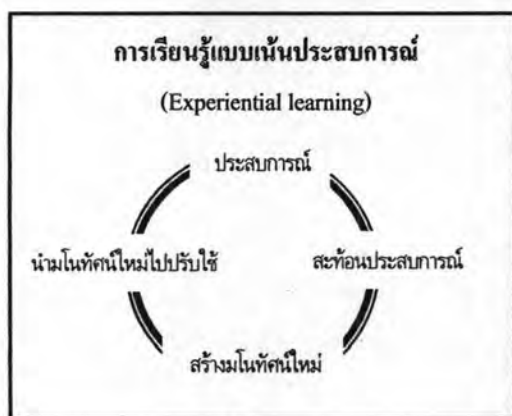 การเรียนรู้แบบเน้นประสบการณ์
(Experiential learning)
ประสบการณ์
นำมโนทัศน์ใหม่ไปปรับใช้
สะท้อนประสบการณ์
สร้างมโนทัศน์ใหม่